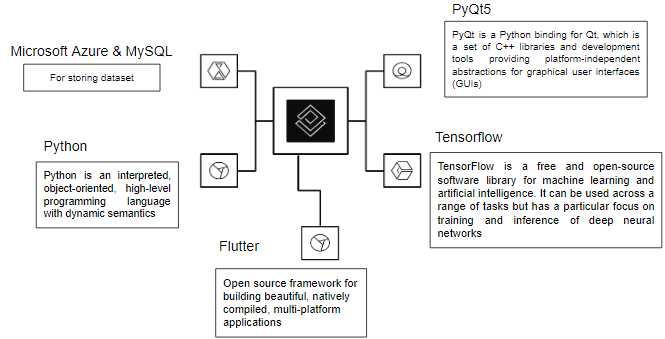 Microsoft Azure & MySQL
For storing dataset
PyQt5
PyQt is a Python binding for Qt, which is
a set of C++ libraries and development
tools providing platform-independent
abstractions for graphical user interfaces
(GUIs)
Python
Python is an interpreted,
object-oriented, high-level
programming language
with dynamic semantics
Tensorflow
TensorFlow is a free and open-source
software library for machine learning and
artificial intelligence. It can be used across a
range of tasks but has a particular focus on
training and inference of deep neural
networks
Flutter
Open source framework for
building beautiful, natively
compiled, multi-platform
applications